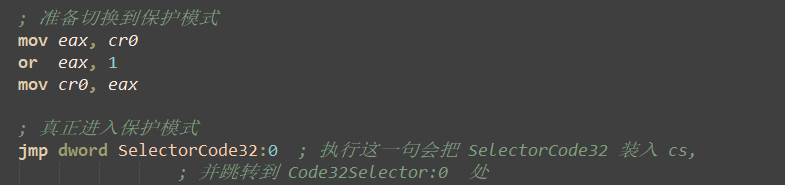 ; 准备切换到保护模式
mov eax, cr0
or  eax, 1
mov cr0, eax
; 真正进入保护模式
jmp dword SelectorCode32:0  ; 执行这一句会把 SelectorCode32 装入 cs,
; 并跳转到 Code32Selector:0  处